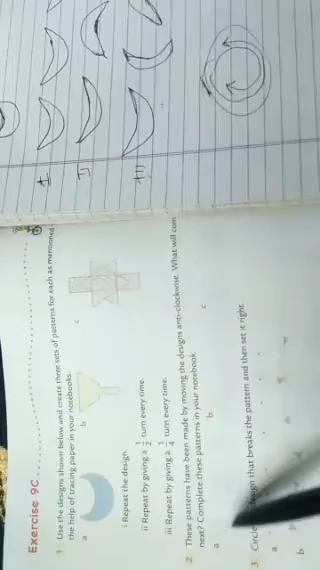 Exercise 9C
1 Use the designs shown below and create three sets of patterns for each as mentioned
the help of tracing paper in your notebooks.
a
b
c
i Repeat the design.
ii Repeat by giving a 1/2 turn every time.
iii Repeat by giving a 1/4 turn every time.
2 These patterns have been made by moving the designs anti-clockwise. What will com
next? Complete these patterns in your notebook.
a
b
c
3 Circle design that breaks the pattern and then set it right.
a
b
I
II
III